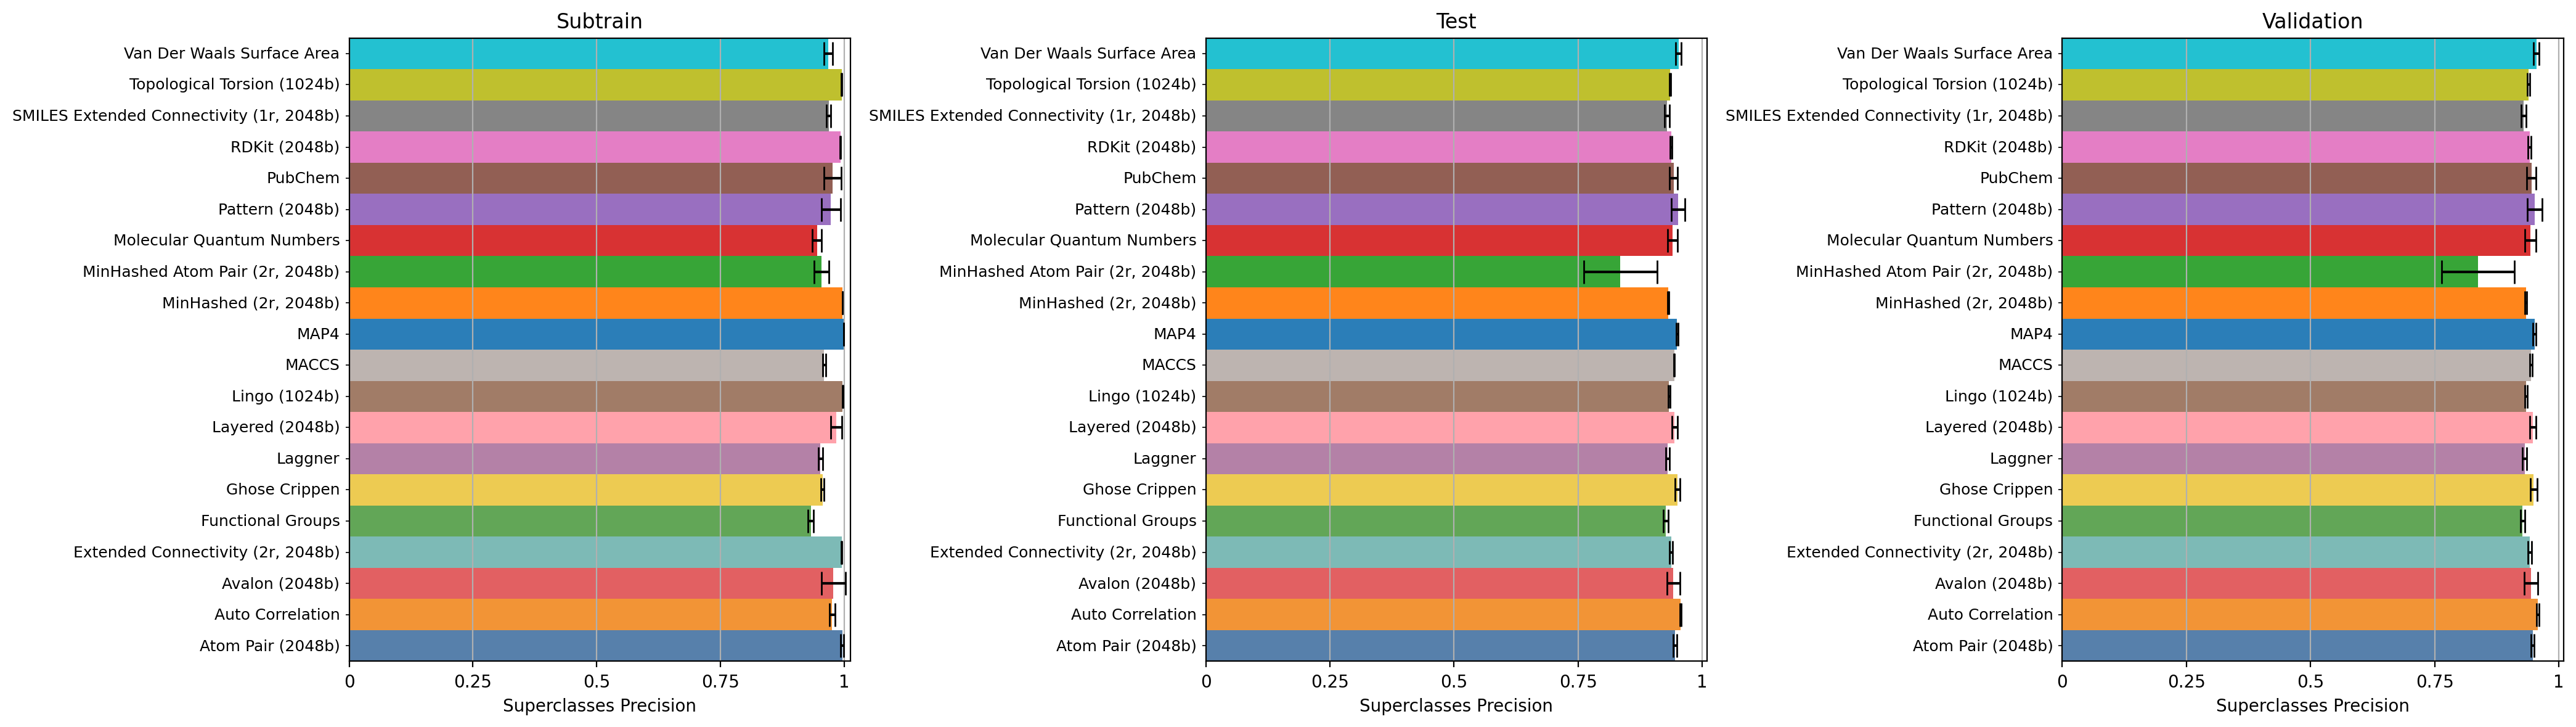 Subtrain
Van Der Waals Surface Area
Topological Torsion (1024b)
SMILES Extended Connectivity (1r, 2048b)
RDKit (2048b)
PubChem
Pattern (2048b)
Molecular Quantum Numbers
MinHashed Atom Pair (2r, 2048b)
MinHashed (2r, 2048b)
MAP4
MACCS
Lingo (1024b)
Layered (2048b)
Laggner
Ghose Crippen
Functional Groups
Extended Connectivity (2r, 2048b)
Avalon (2048b)
Auto Correlation
Atom Pair (2048b)
0 0.25 0.5 0.75 1
Superclasses Precision
Test
Van Der Waals Surface Area
Topological Torsion (1024b)
SMILES Extended Connectivity (1r, 2048b)
RDKit (2048b)
PubChem
Pattern (2048b)
Molecular Quantum Numbers
MinHashed Atom Pair (2r, 2048b)
MinHashed (2r, 2048b)
MAP4
MACCS
Lingo (1024b)
Layered (2048b)
Laggner
Ghose Crippen
Functional Groups
Extended Connectivity (2r, 2048b)
Avalon (2048b)
Auto Correlation
Atom Pair (2048b)
0 0.25 0.5 0.75 1
Superclasses Precision
Validation
Van Der Waals Surface Area
Topological Torsion (1024b)
SMILES Extended Connectivity (1r, 2048b)
RDKit (2048b)
PubChem
Pattern (2048b)
Molecular Quantum Numbers
MinHashed Atom Pair (2r, 2048b)
MinHashed (2r, 2048b)
MAP4
MACCS
Lingo (1024b)
Layered (2048b)
Laggner
Ghose Crippen
Functional Groups
Extended Connectivity (2r, 2048b)
Avalon (2048b)
Auto Correlation
Atom Pair (2048b)
0 0.25 0.5 0.75 1
Superclasses Precision